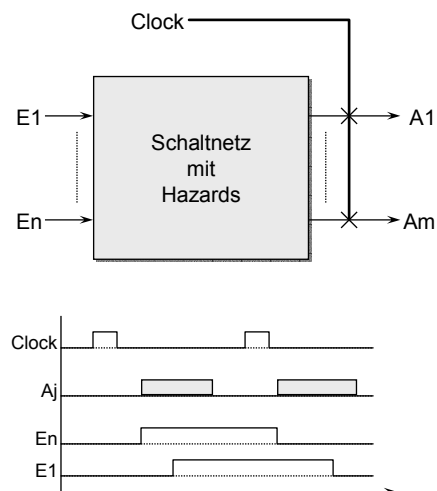 Clock
E1
Schaltnetz
mit
Hazards
A1
En
Am
Clock
Aj
En
E1